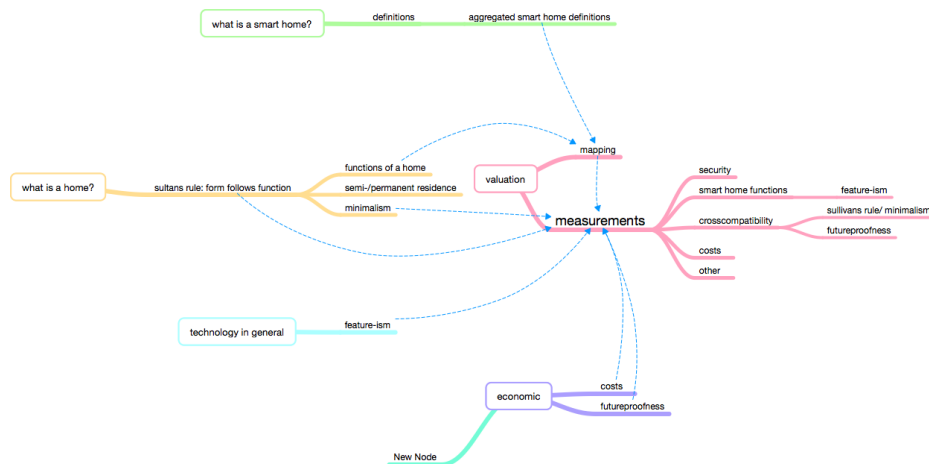 what is a smart home?
definitions
aggregated smart home definitions
mapping
valuation
functions of a home
what is a home?
sultans rule: form follows function
semi-/permanent residence
minimalism
measurements
security
smart home functions
feature-ism
crosscompatibility
sullivans rule/ minimalism
futureproofness
costs
other
technology in general
feature-ism
economic
costs
futureproofness
New Node